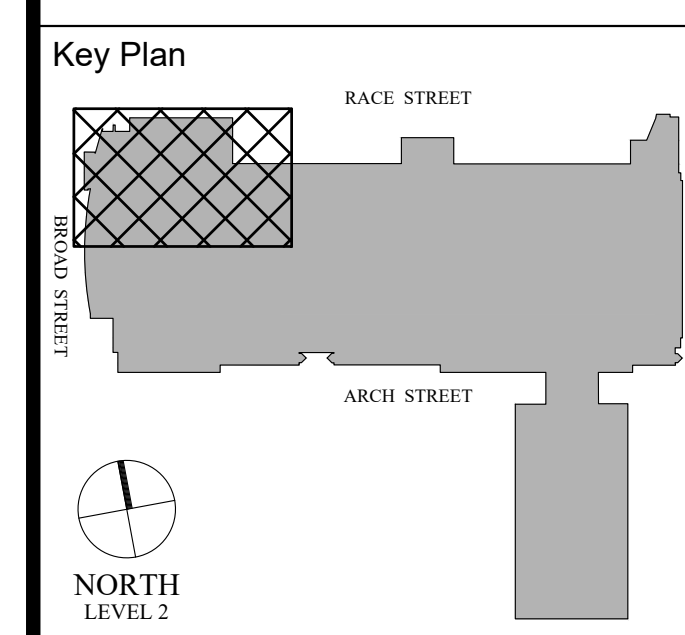 Key Plan
RACE STREET
BROAD STREET
ARCH STREET
NORTH
LEVEL 2